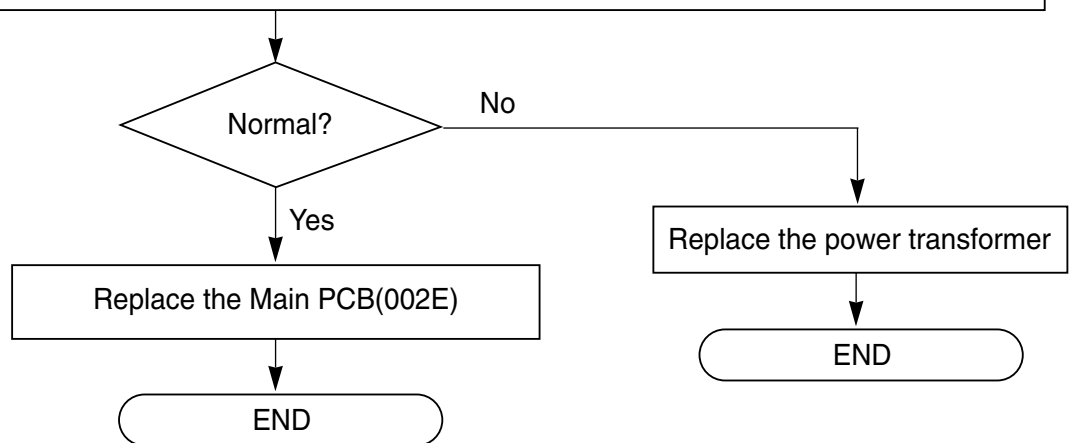 Normal?
No
Yes
Replace the power transformer
Replace the Main PCB(002E)
END
END